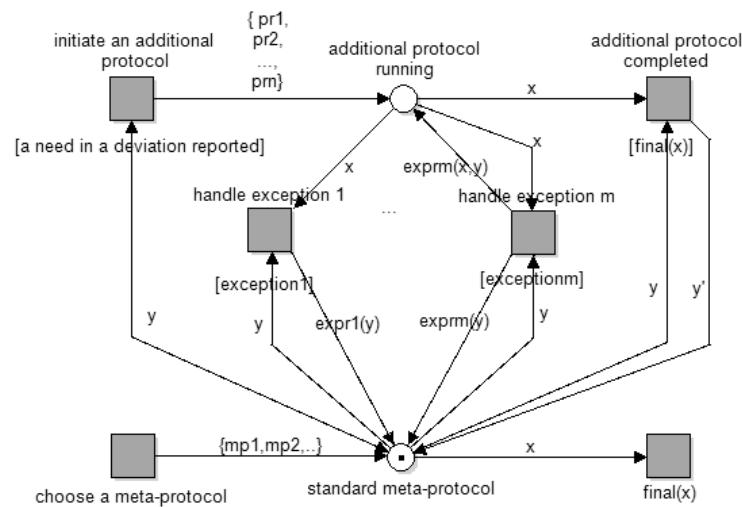 initiate an additional
protocol
{ pr1,
pr2,
...,
prn}
additional protocol
running
additional protocol
completed
x
[a need in a deviation reported]
x
exprm(x,y)
x
[final(x)]
handle exception 1
...
handle exception m
[exception1]
[exceptionm]
y
y
expr1(y)
exprm(y)
y
y
y'
{mp1,mp2,..}
x
choose a meta-protocol
standard meta-protocol
final(x)